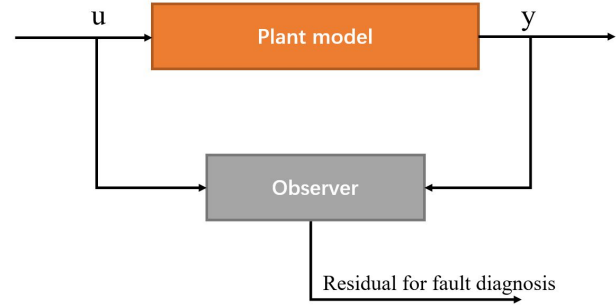 u
Plant model
y
Observer
Residual for fault diagnosis